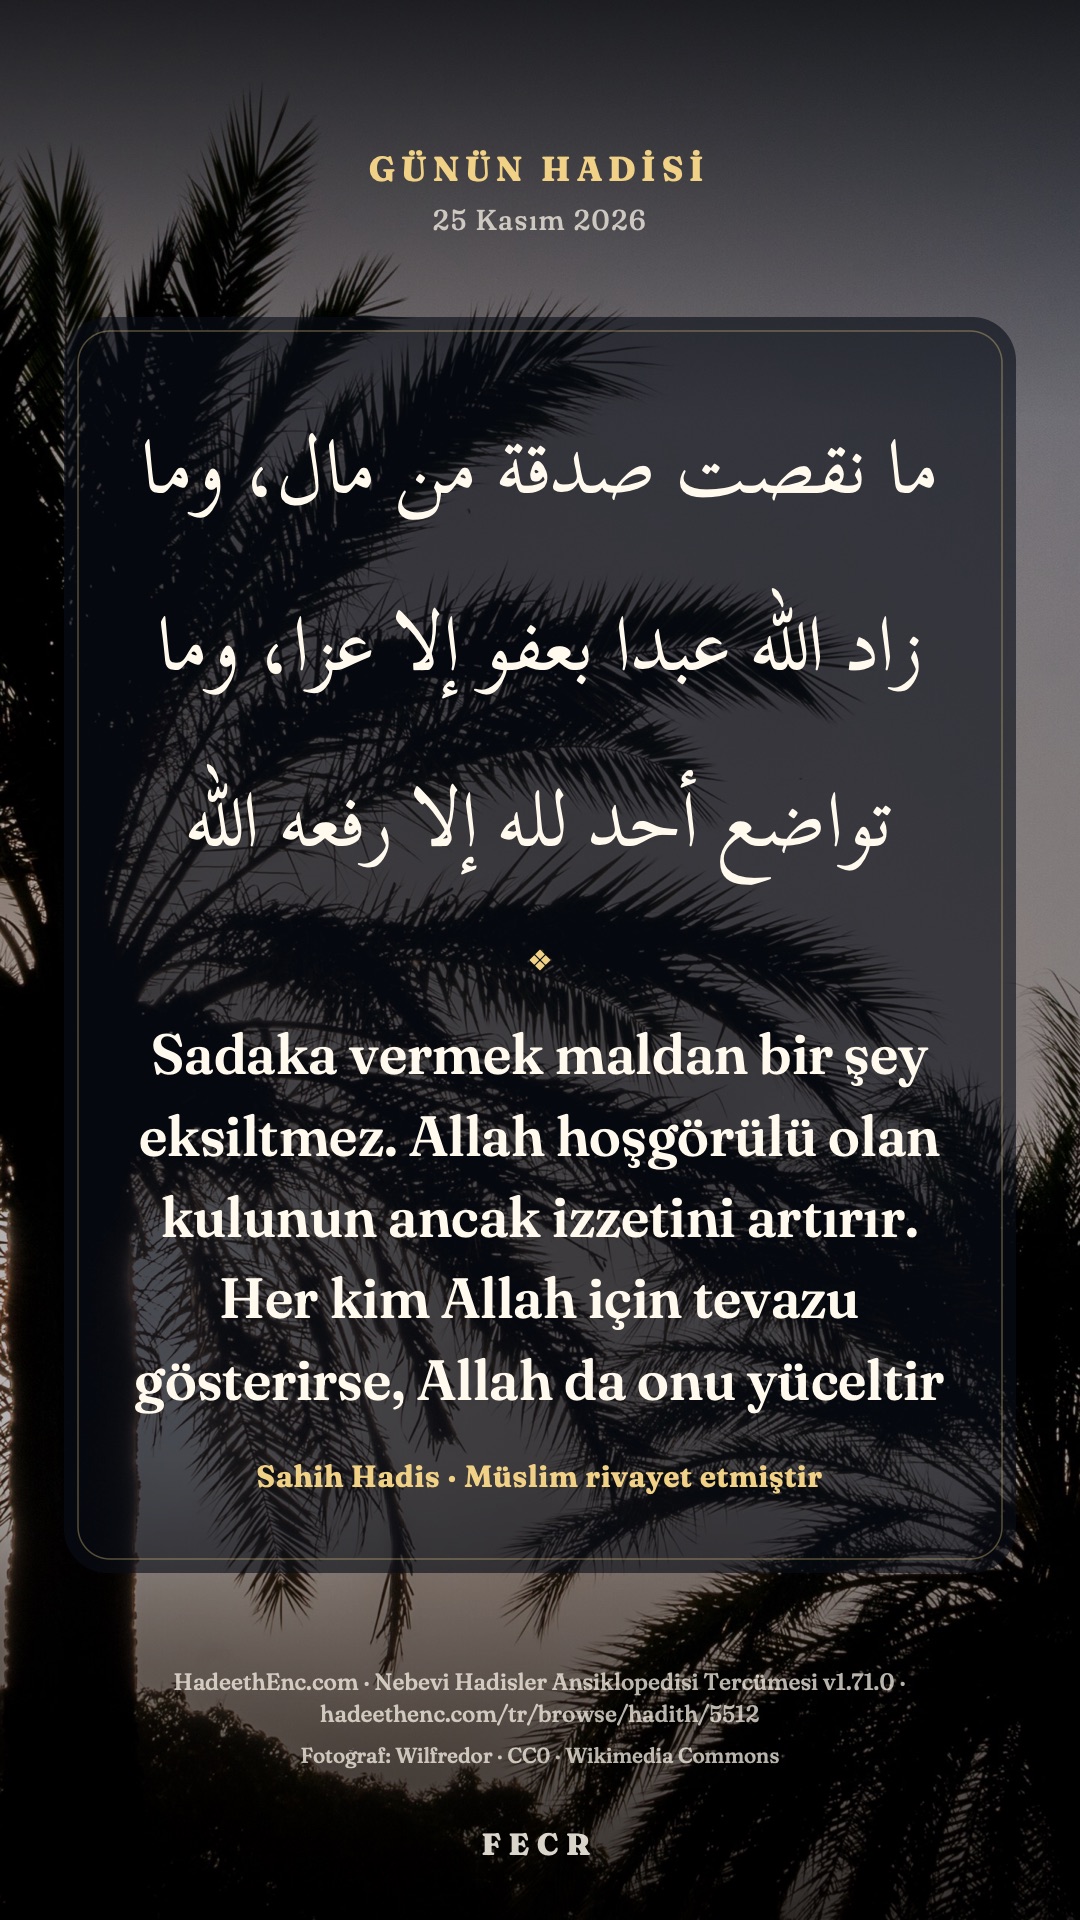 GÜNÜN HADİSİ
25 Kasım 2026
ما نقصت صدقة من مال، وما
زاد الله عبدا بعفو إلا عزا، وما
تواضع أحد لله إلا رفعه الله
❖
Sadaka vermek maldan bir şey
eksiltmez. Allah hoşgörülü olan
kulunun ancak izzetini artırır.
Her kim Allah için tevazu
gösterirse, Allah da onu yüceltir
Sahih Hadis · Müslim rivayet etmiştir
HadeethEnc.com · Nebevi Hadisler Ansiklopedisi Tercümesi v1.71.0 ·
hadeethenc.com/tr/browse/hadith/5512
Fotoğraf: Wilfredor · CC0 · Wikimedia Commons
FECR